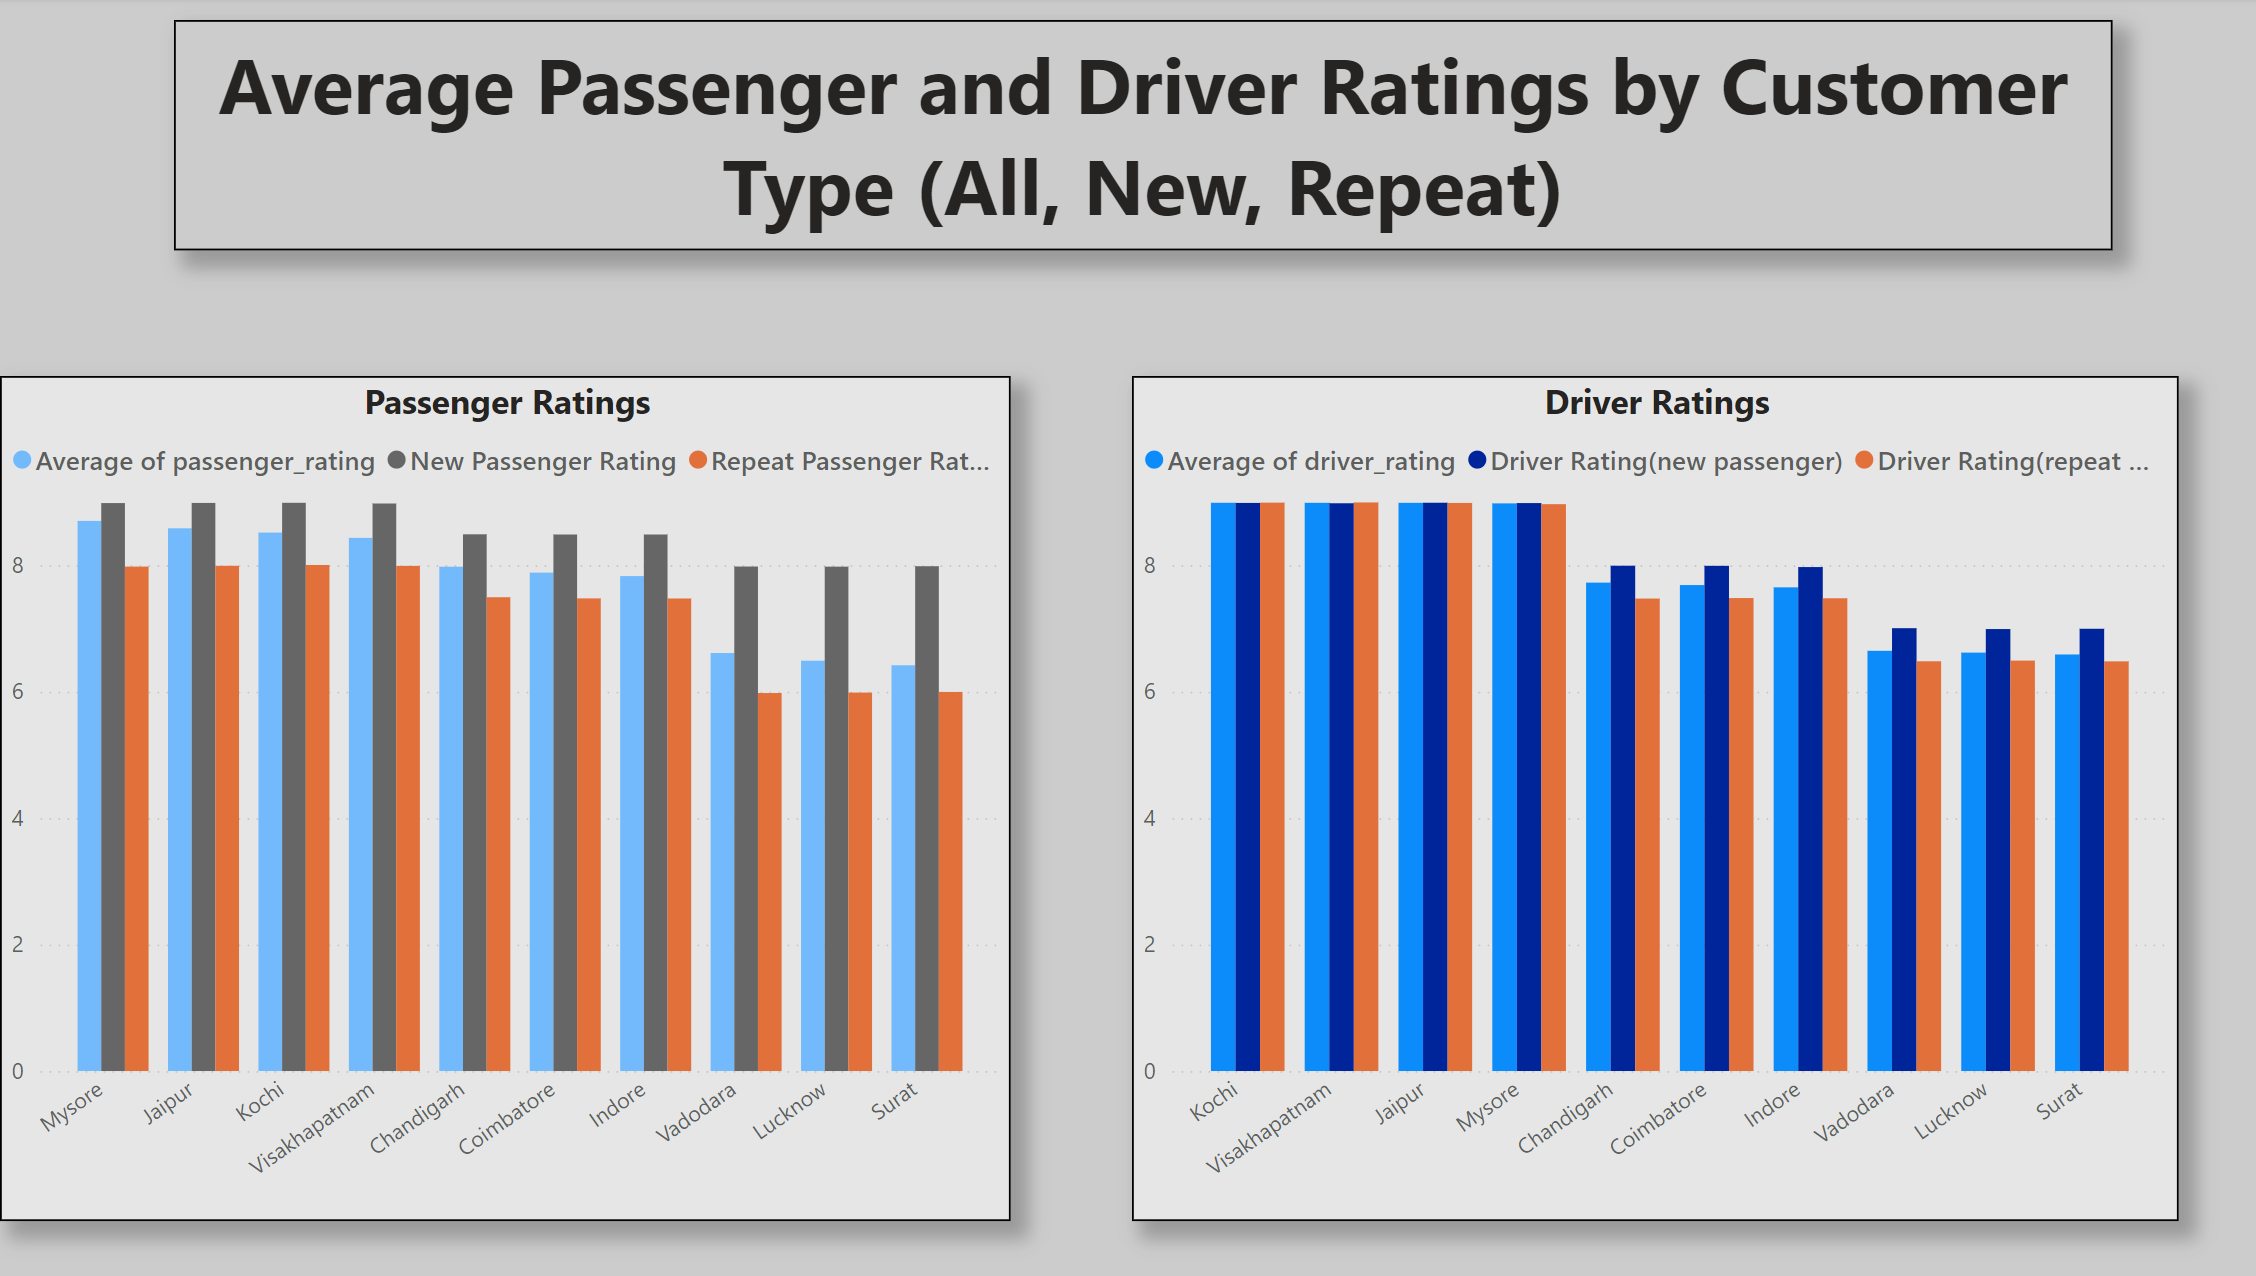 Average Passenger and Driver Ratings by Customer
Type (All, New, Repeat)
Passenger Ratings
Average of passenger_rating New Passenger Rating Repeat Passenger Rat...
8
6
4
2
0
Mysore Jaipur Kochi Visakhapatnam Chandigarh Coimbatore Indore Vadodara Lucknow Surat
Driver Ratings
Average of driver_rating Driver Rating(new passenger) Driver Rating(repeat ...
8
6
4
2
0
Kochi Visakhapatnam Jaipur Mysore Chandigarh Coimbatore Indore Vadodara Lucknow Surat